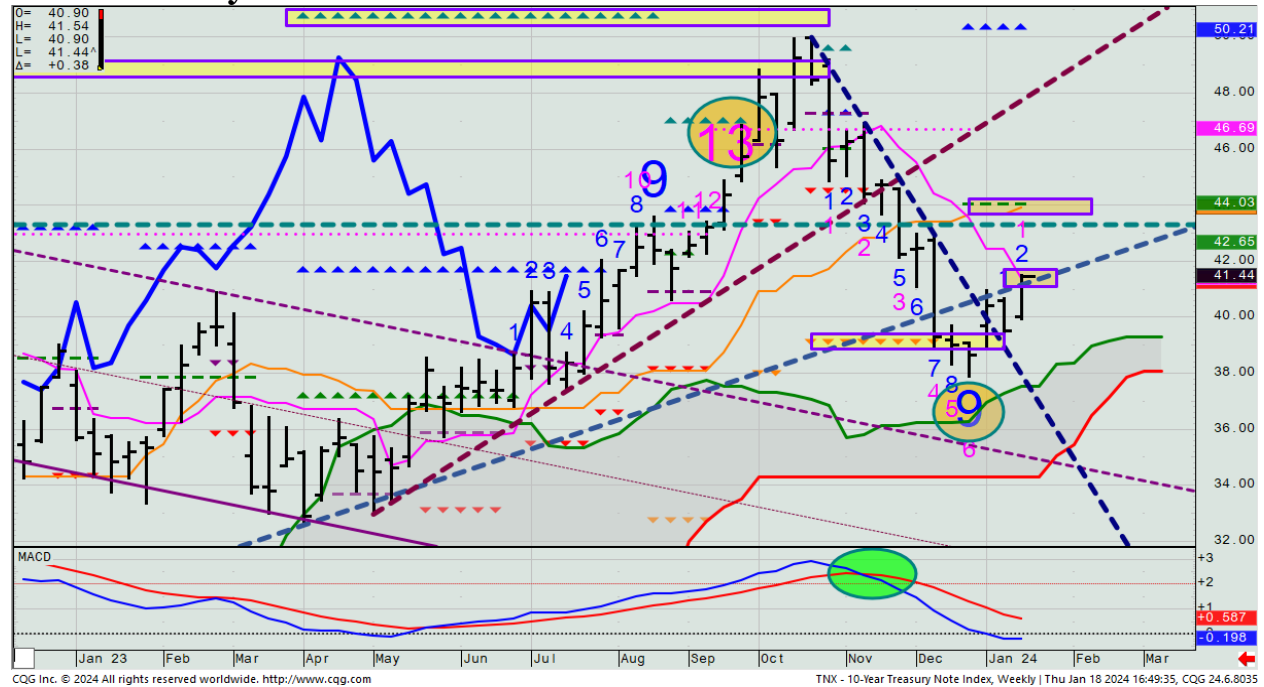 O= 40.90
H= 41.54
L= 40.90
L= 41.44^
Δ= +0.38
50.21
48.00
46.69
46.00
44.03
42.65
42.00
41.44
40.00
38.00
36.00
34.00
32.00
13
9
10
8
11
12
6
7
5
2
3
1
4
1
2
1
3
2
4
5
3
6
7
8
4
5
9
6
1
2
MACD
+3
+2
+1
+0.587
-0.198
Jan 23
Feb
Mar
Apr
May
Jun
Jul
Aug
Sep
Oct
Nov
Dec
Jan 24
Feb
Mar
CQG Inc. © 2024 All rights reserved worldwide. http://www.cqg.com
TNX - 10-Year Treasury Note Index, Weekly | Thu Jan 18 2024 16:49:35, CQG 24.6.8035